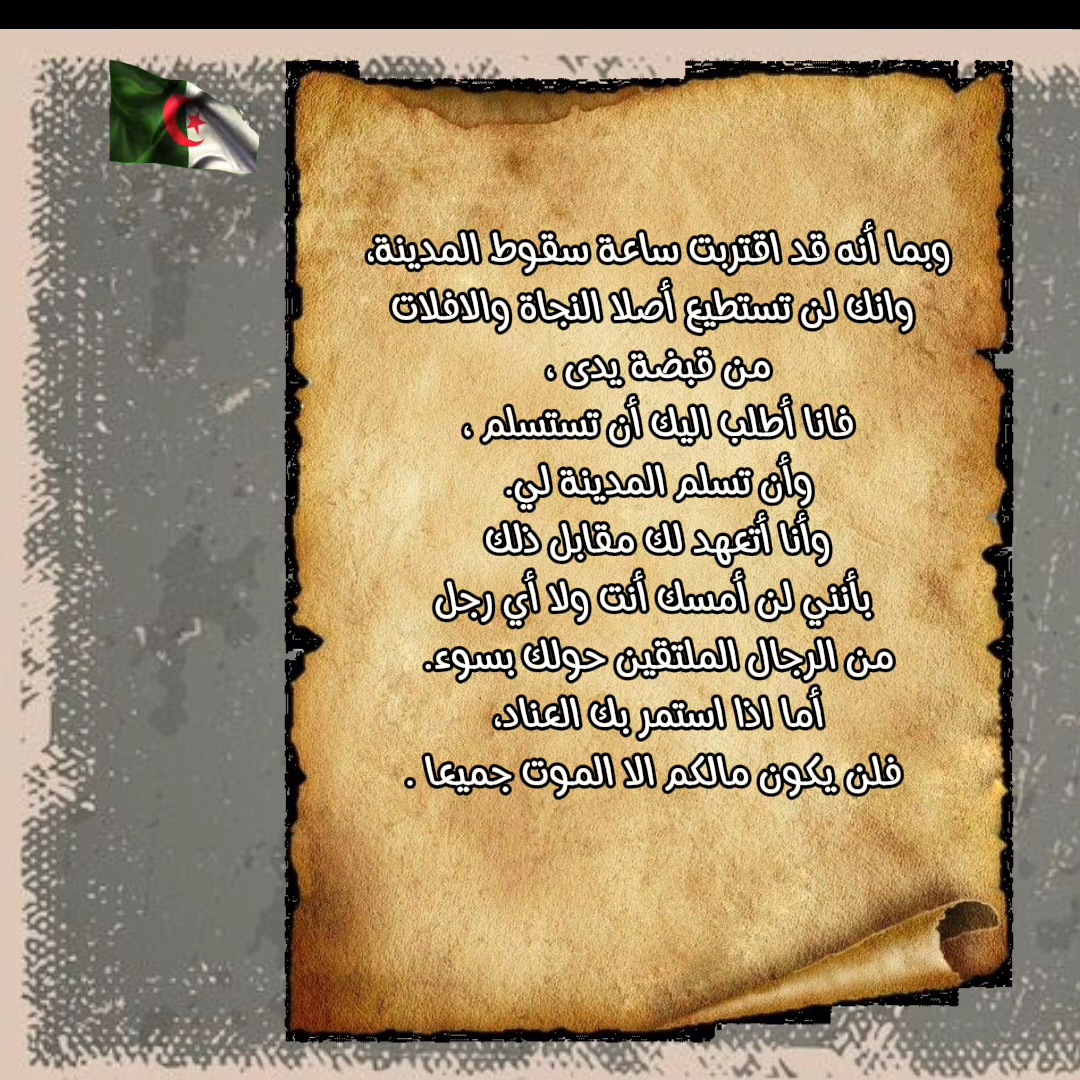 وبما أنه قد اقتربت ساعة سقوط المدينة،
وانك لن تستطيع أصلا النجاة والافلات
من قبضة يدى ،
فانا أطلب اليك أن تستسلم ،
وأن تسلم المدينة لي.
وأنا أتعهد لك مقابل ذلك
بأنني لن أمسك أنت ولا أي رجل
من الرجال الملتقين حولك بسوء.
أما اذا استمر بك العناد،
فلن يكون مالكم الا الموت جميعا .